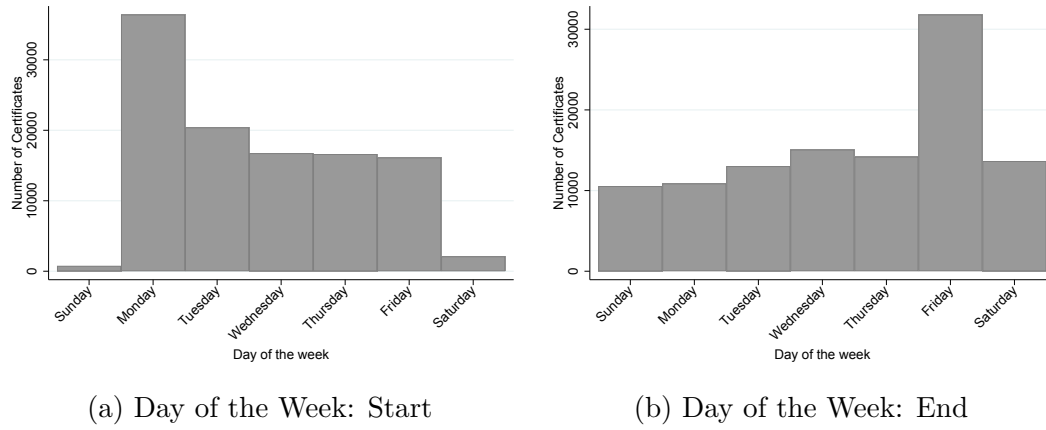 Number of Certificates
30000
20000
10000
0
Sunday
Monday
Tuesday
Wednesday
Thursday
Friday
Saturday
Day of the week
(a) Day of the Week: Start
Number of Certificates
30000
20000
10000
0
Sunday
Monday
Tuesday
Wednesday
Thursday
Friday
Saturday
Day of the week
(b) Day of the Week: End